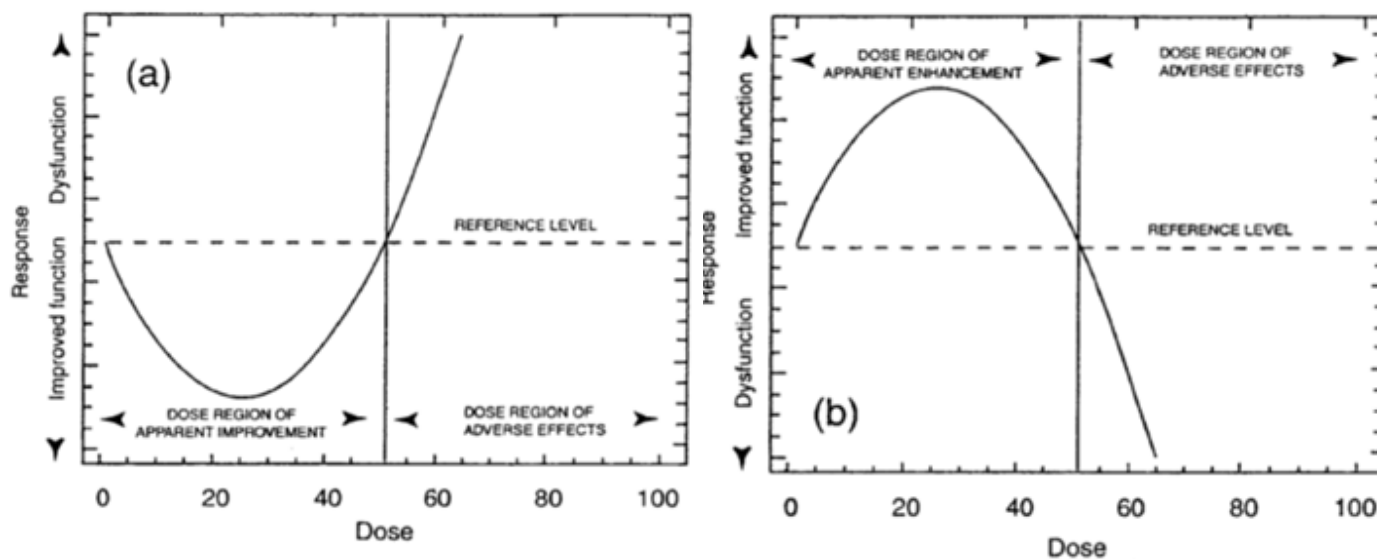 (a)
Dysfunction
Improved function
Response
REFERENCE LEVEL
DOSE REGION OF
APPARENT IMPROVEMENT
DOSE REGION OF
ADVERSE EFFECTS
0 20 40 60 80 100
Dose
DOSE REGION OF
APPARENT ENHANCEMENT
DOSE REGION OF
ADVERSE EFFECTS
Improved function
Dysfunction
Response
REFERENCE LEVEL
(b)
0 20 40 60 80 100
Dose